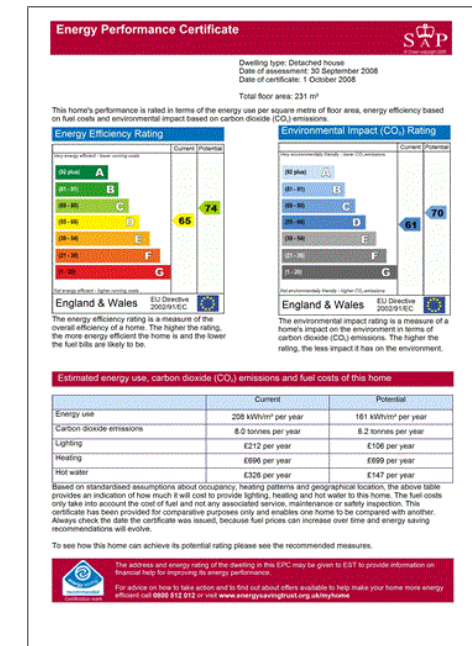 Energy Performance Certificate
SAP
Dwelling type: Detached house
Date of assessment: 30 September 2008
Date of certificate: 1 October 2008
Total floor area: 231 m²
This home's performance is rated in terms of the energy use per square metre of floor area, energy efficiency based
on fuel costs and environmental impact based on carbon dioxide (CO₂) emissions.
Energy Efficiency Rating
Current Potential
Very energy efficient - lower running costs
(92 plus) A
(81 - 91) B
(69 - 80) C
(55 - 68) D
(39 - 54) E
(21 - 38) F
(1 - 20) G
65
74
Not energy efficient - higher running costs
England & Wales
EU Directive
2002/91/EC
The energy efficiency rating is a measure of the
overall efficiency of a home. The higher the rating,
the more energy efficient the home is and the lower
the fuel bills are likely to be.
Environmental Impact (CO₂) Rating
Current Potential
Very environmentally friendly - lower CO₂ emissions
(92 plus) A
(81 - 91) B
(69 - 80) C
(55 - 68) D
(39 - 54) E
(21 - 38) F
(1 - 20) G
61
70
Not environmentally friendly - higher CO₂ emissions
England & Wales
EU Directive
2002/91/EC
The environmental impact rating is a measure of a
home's impact on the environment in terms of
carbon dioxide (CO₂) emissions. The higher the
rating, the less impact it has on the environment.
Estimated energy use, carbon dioxide (CO₂) emissions and fuel costs of this home
Current Potential
Energy use 208 kWh/m² per year 161 kWh/m² per year
Carbon dioxide emissions 8.0 tonnes per year 6.2 tonnes per year
Lighting £212 per year £106 per year
Heating £696 per year £699 per year
Hot water £326 per year £147 per year
Based on standardised assumptions about occupancy, heating patterns and geographical location, the above table
provides an indication of how much it will cost to provide lighting, heating and hot water to this home. The fuel costs
only take into account the cost of fuel and not any associated service, maintenance or safety inspection. This
certificate has been provided for comparative purposes only and enables one home to be compared with another.
Always check the date the certificate was issued, because fuel prices can increase over time and energy saving
recommendations will evolve.
To see how this home can achieve its potential rating please see the recommended measures.
recommended
Certification mark
The address and energy rating of the dwelling in this EPC may be given to EST to provide information on
financial help for improving its energy performance.
For advice on how to take action and to find out about offers available to help make your home more energy
efficient call 0800 512 012 or visit www.energysavingtrust.org.uk/myhome